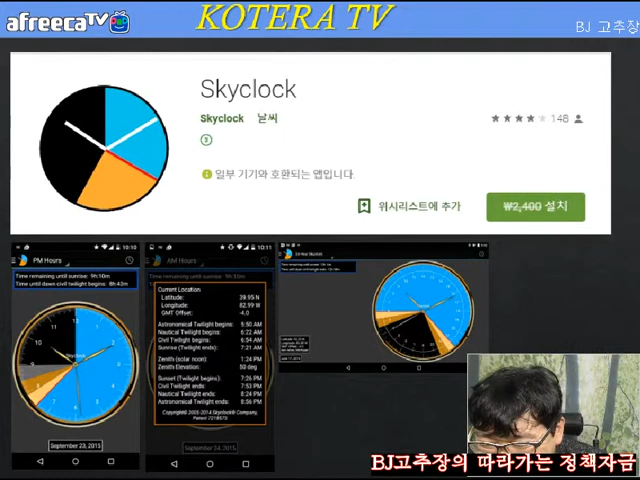 afreecaTV
KOTERA TV
BJ 고추장
Skyclock
Skyclock 날씨
148
3
일부 기기와 호환되는 앱입니다.
위시리스트에 추가
₩2,400 설치
10:10
PM Hours
Time remaining until sunrise: 9h:10m
Time until dawn civil twilight begins: 8h:43m
Skyclock
September 23, 2015
10:11
AM Hours
Current Location
Latitude: 39.95 N
Longitude: 82.99 W
GMT Offset: -4.0
Astronomical Twilight begins: 5:50 AM
Nautical Twilight begins: 6:22 AM
Civil Twilight begins: 6:54 AM
Sunrise (Twilight ends): 7:21 AM
Zenith (solar noon): 1:24 PM
Zenith Elevation: 50 deg
Sunset (Twilight begins): 7:26 PM
Civil Twilight ends: 7:53 PM
Nautical Twilight ends: 8:24 PM
Astronomical Twilight ends: 8:56 PM
September 24, 2015
BJ고추장의 따라가는 정책자금